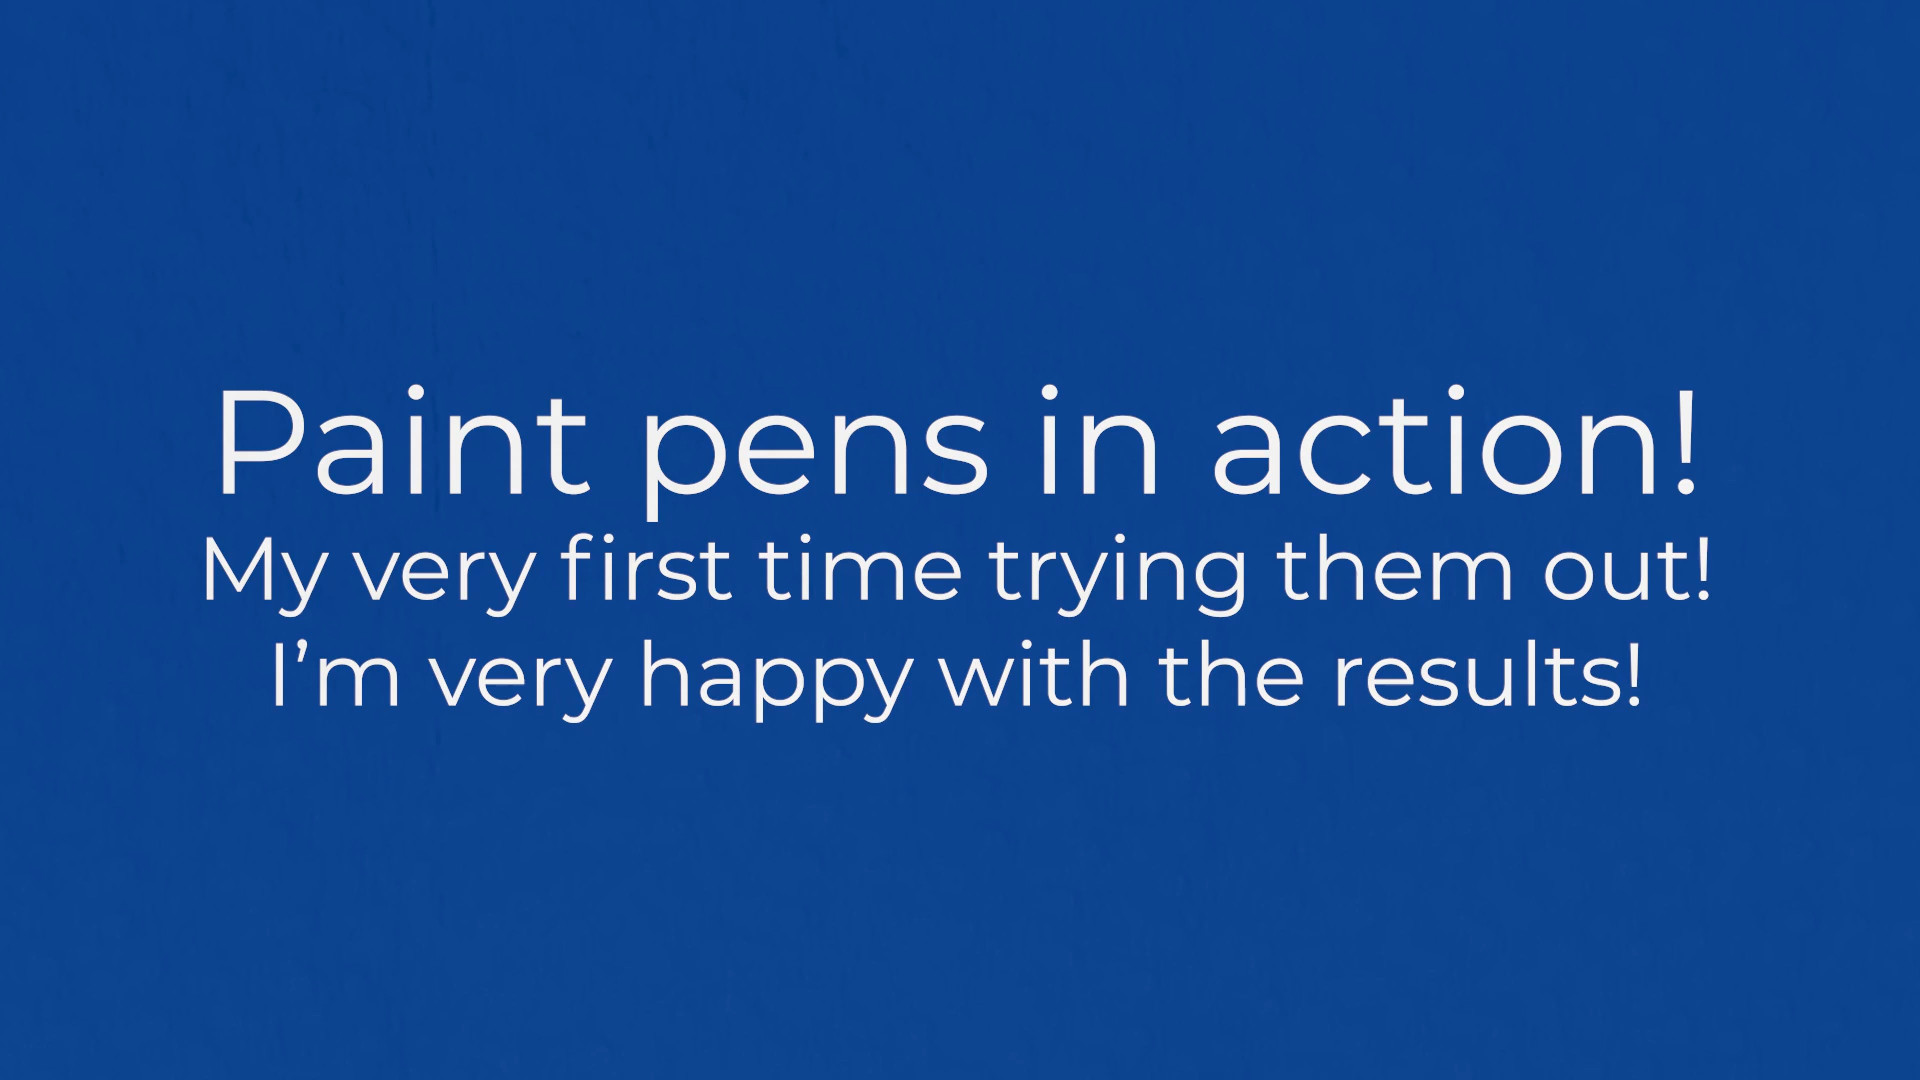 Paint pens in action!
My very first time trying them out!
I’m very happy with the results!